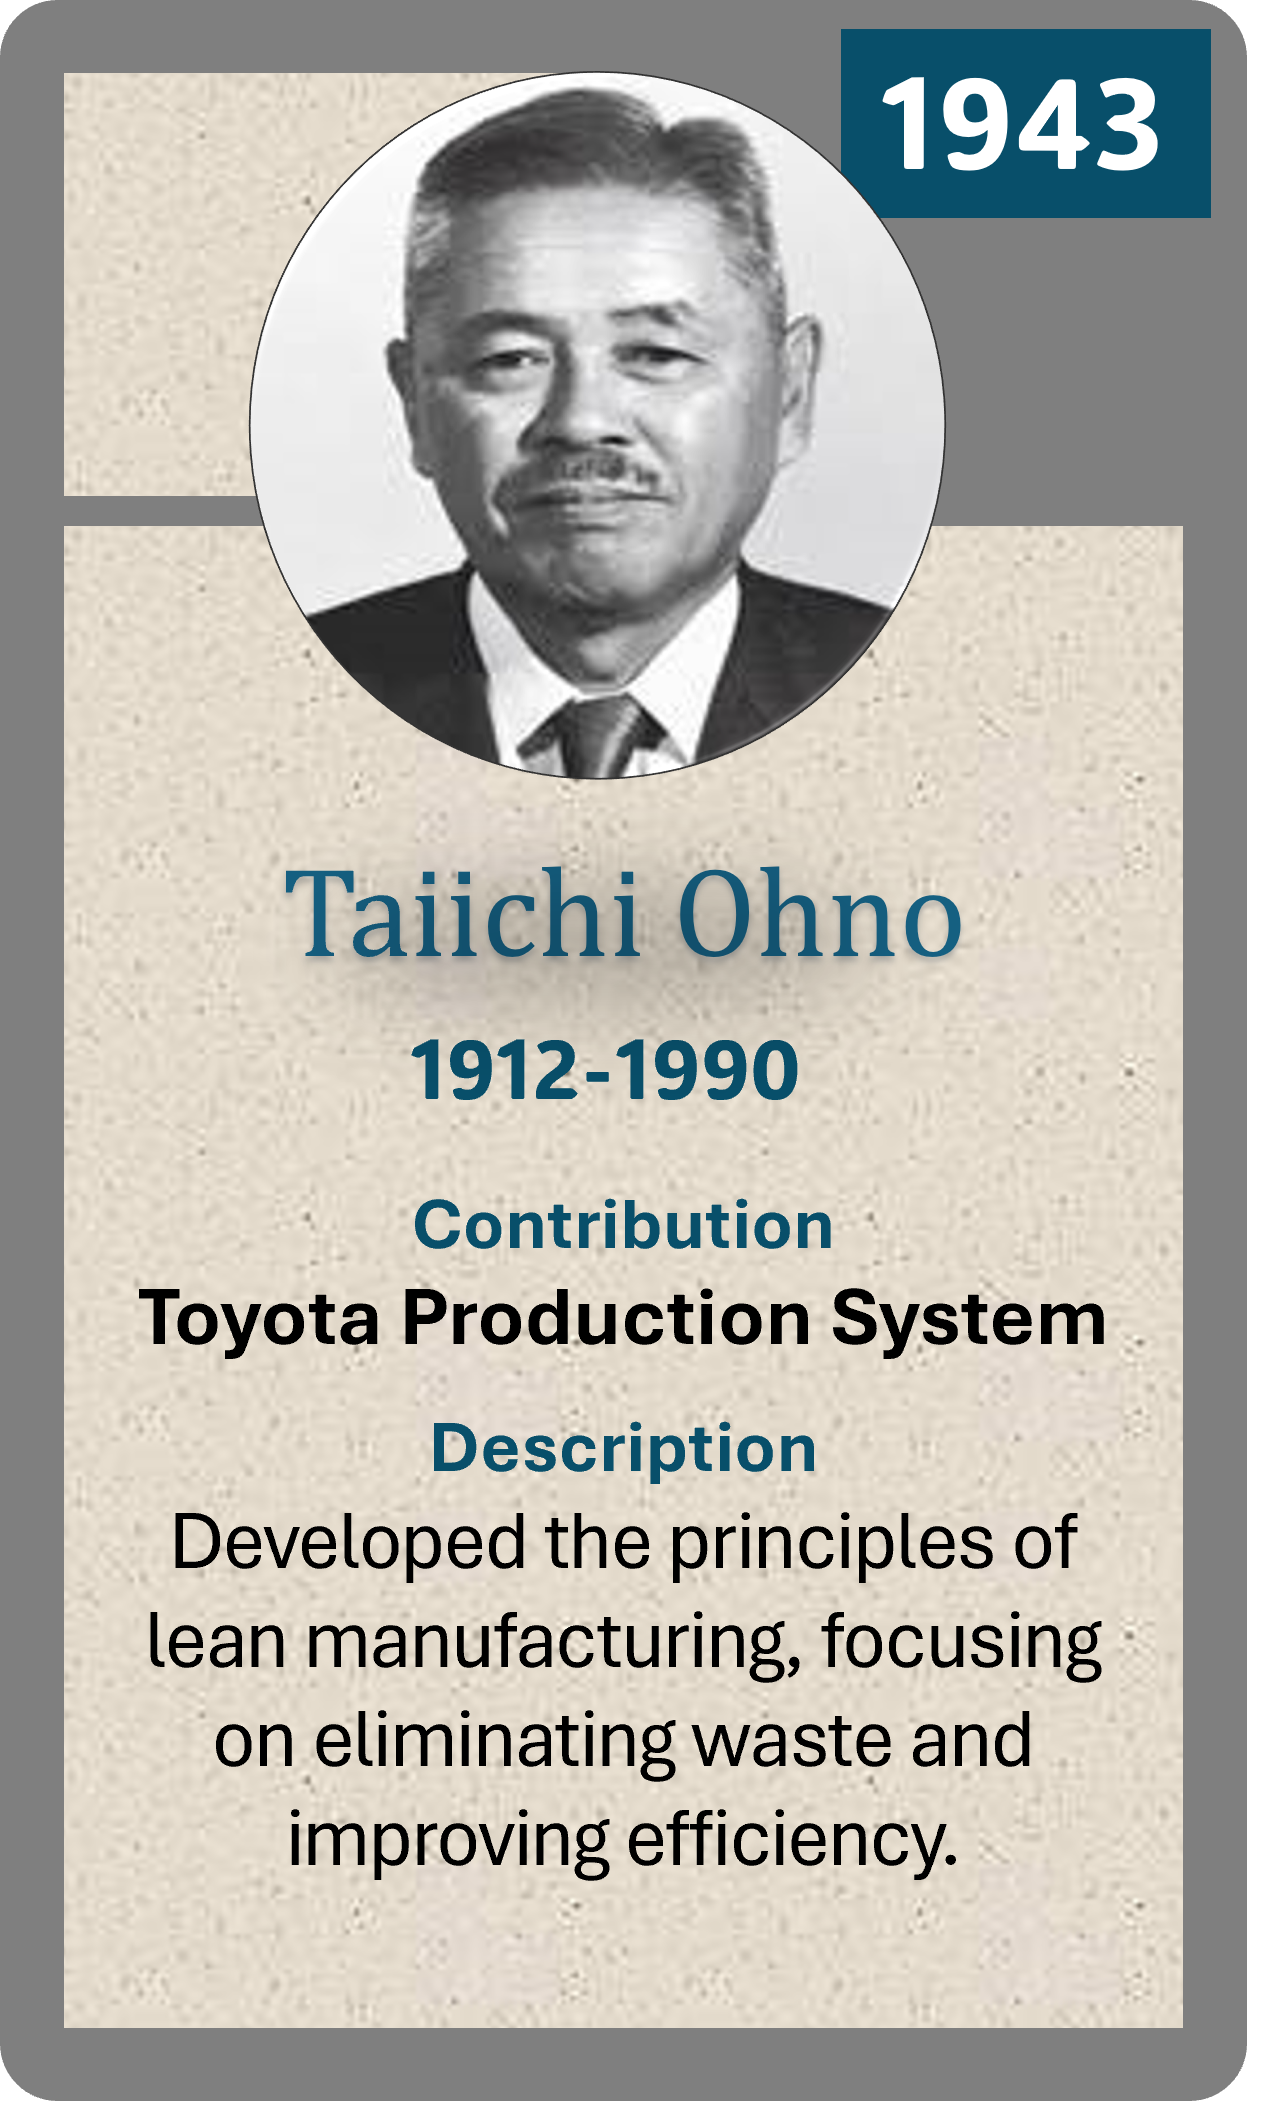 1943
Taiichi Ohno
1912-1990
Contribution
Toyota Production System
Description
Developed the principles of
lean manufacturing, focusing
on eliminating waste and
improving efficiency.